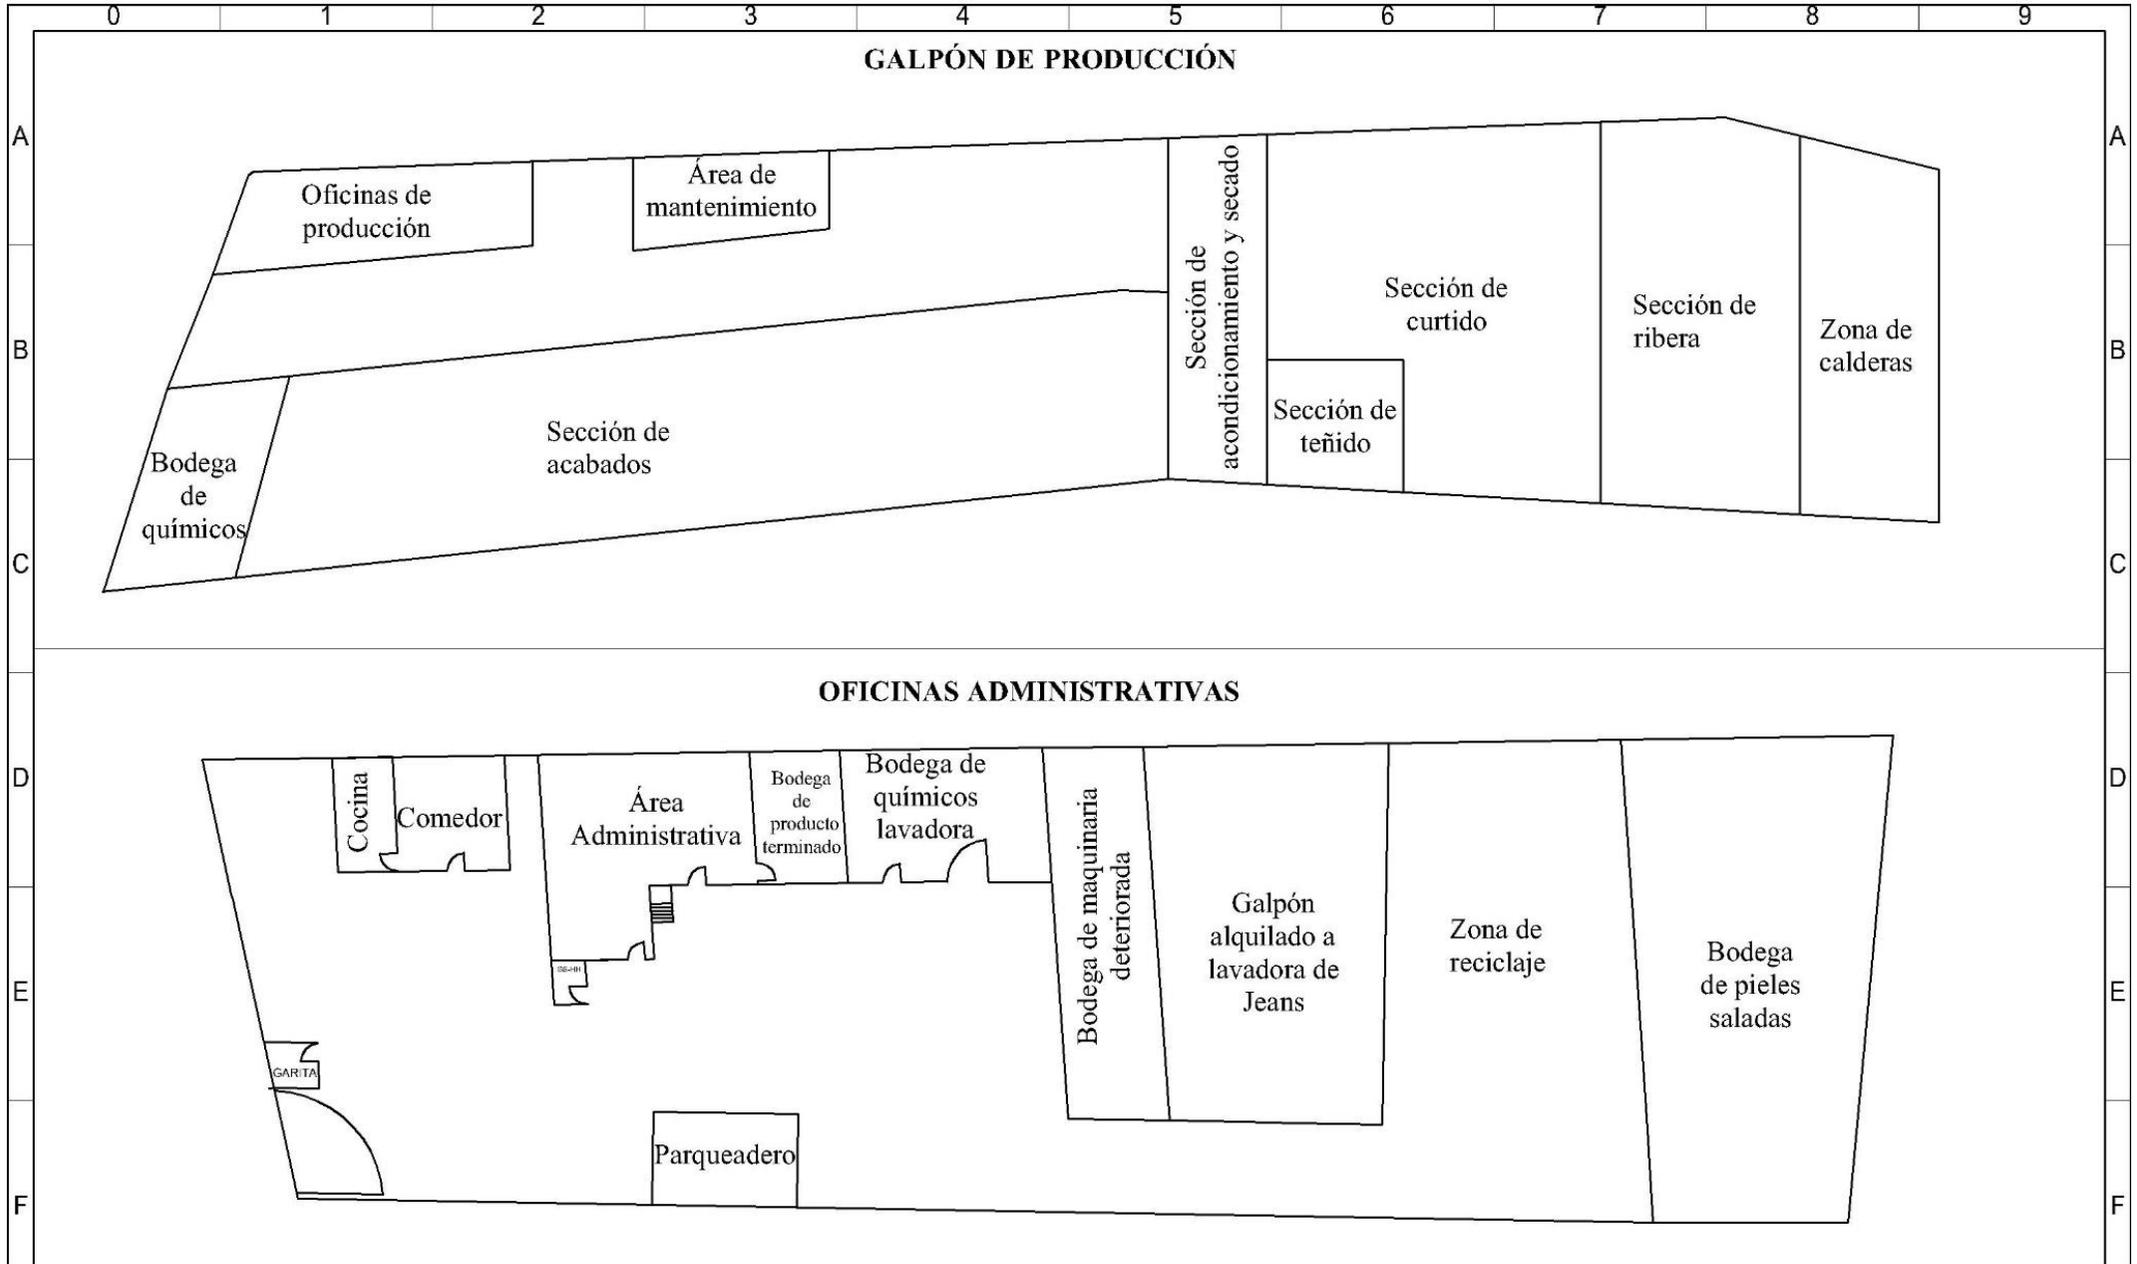 0 1 2 3 4 5 6 7 8 9
GALPÓN DE PRODUCCIÓN
A
A
Oficinas de
producción
Área de
mantenimiento
Sección de
acondicionamiento y secado
Sección de
curtido
Sección de
ribera
Zona de
calderas
B
B
Sección de
teñido
Sección de
acabados
Bodega
de
químicos
C
C
OFICINAS ADMINISTRATIVAS
D
D
Cocina
Comedor
Área
Administrativa
Bodega
de
producto
terminado
Bodega de
químicos
lavadora
Bodega de maquinaria
deteriorada
Galpón
alquilado a
lavadora de
Jeans
Zona de
reciclaje
Bodega
de pieles
saladas
E
E
GARITA
Parqueadero
F
F